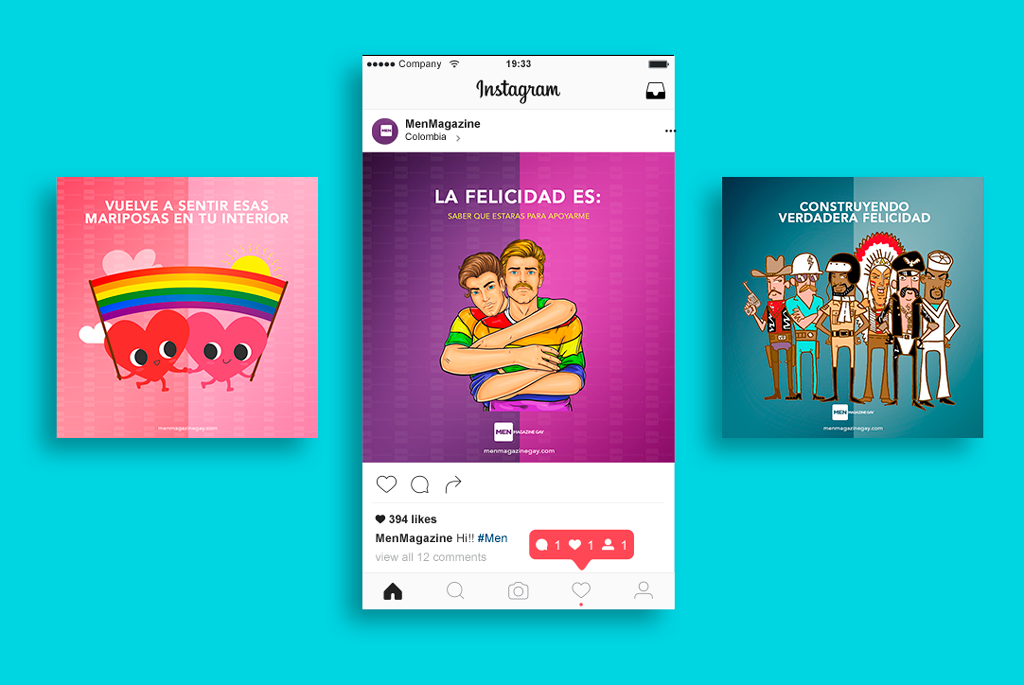 VUELVE A SENTIR ESAS
MARIPOSAS EN TU INTERIOR
menmagazinegay.com
Company
19:33
Instagram
MEN
MenMagazine
Colombia
LA FELICIDAD ES:
SABER QUE ESTARAS PARA APOYARME
MEN MAGAZINE GAY
menmagazinegay.com
394 likes
MenMagazine Hi!! #Men
view all 12 comments
1 1 1
CONSTRUYENDO
VERDADERA FELICIDAD
MEN MAGAZINE GAY
menmagazinegay.com